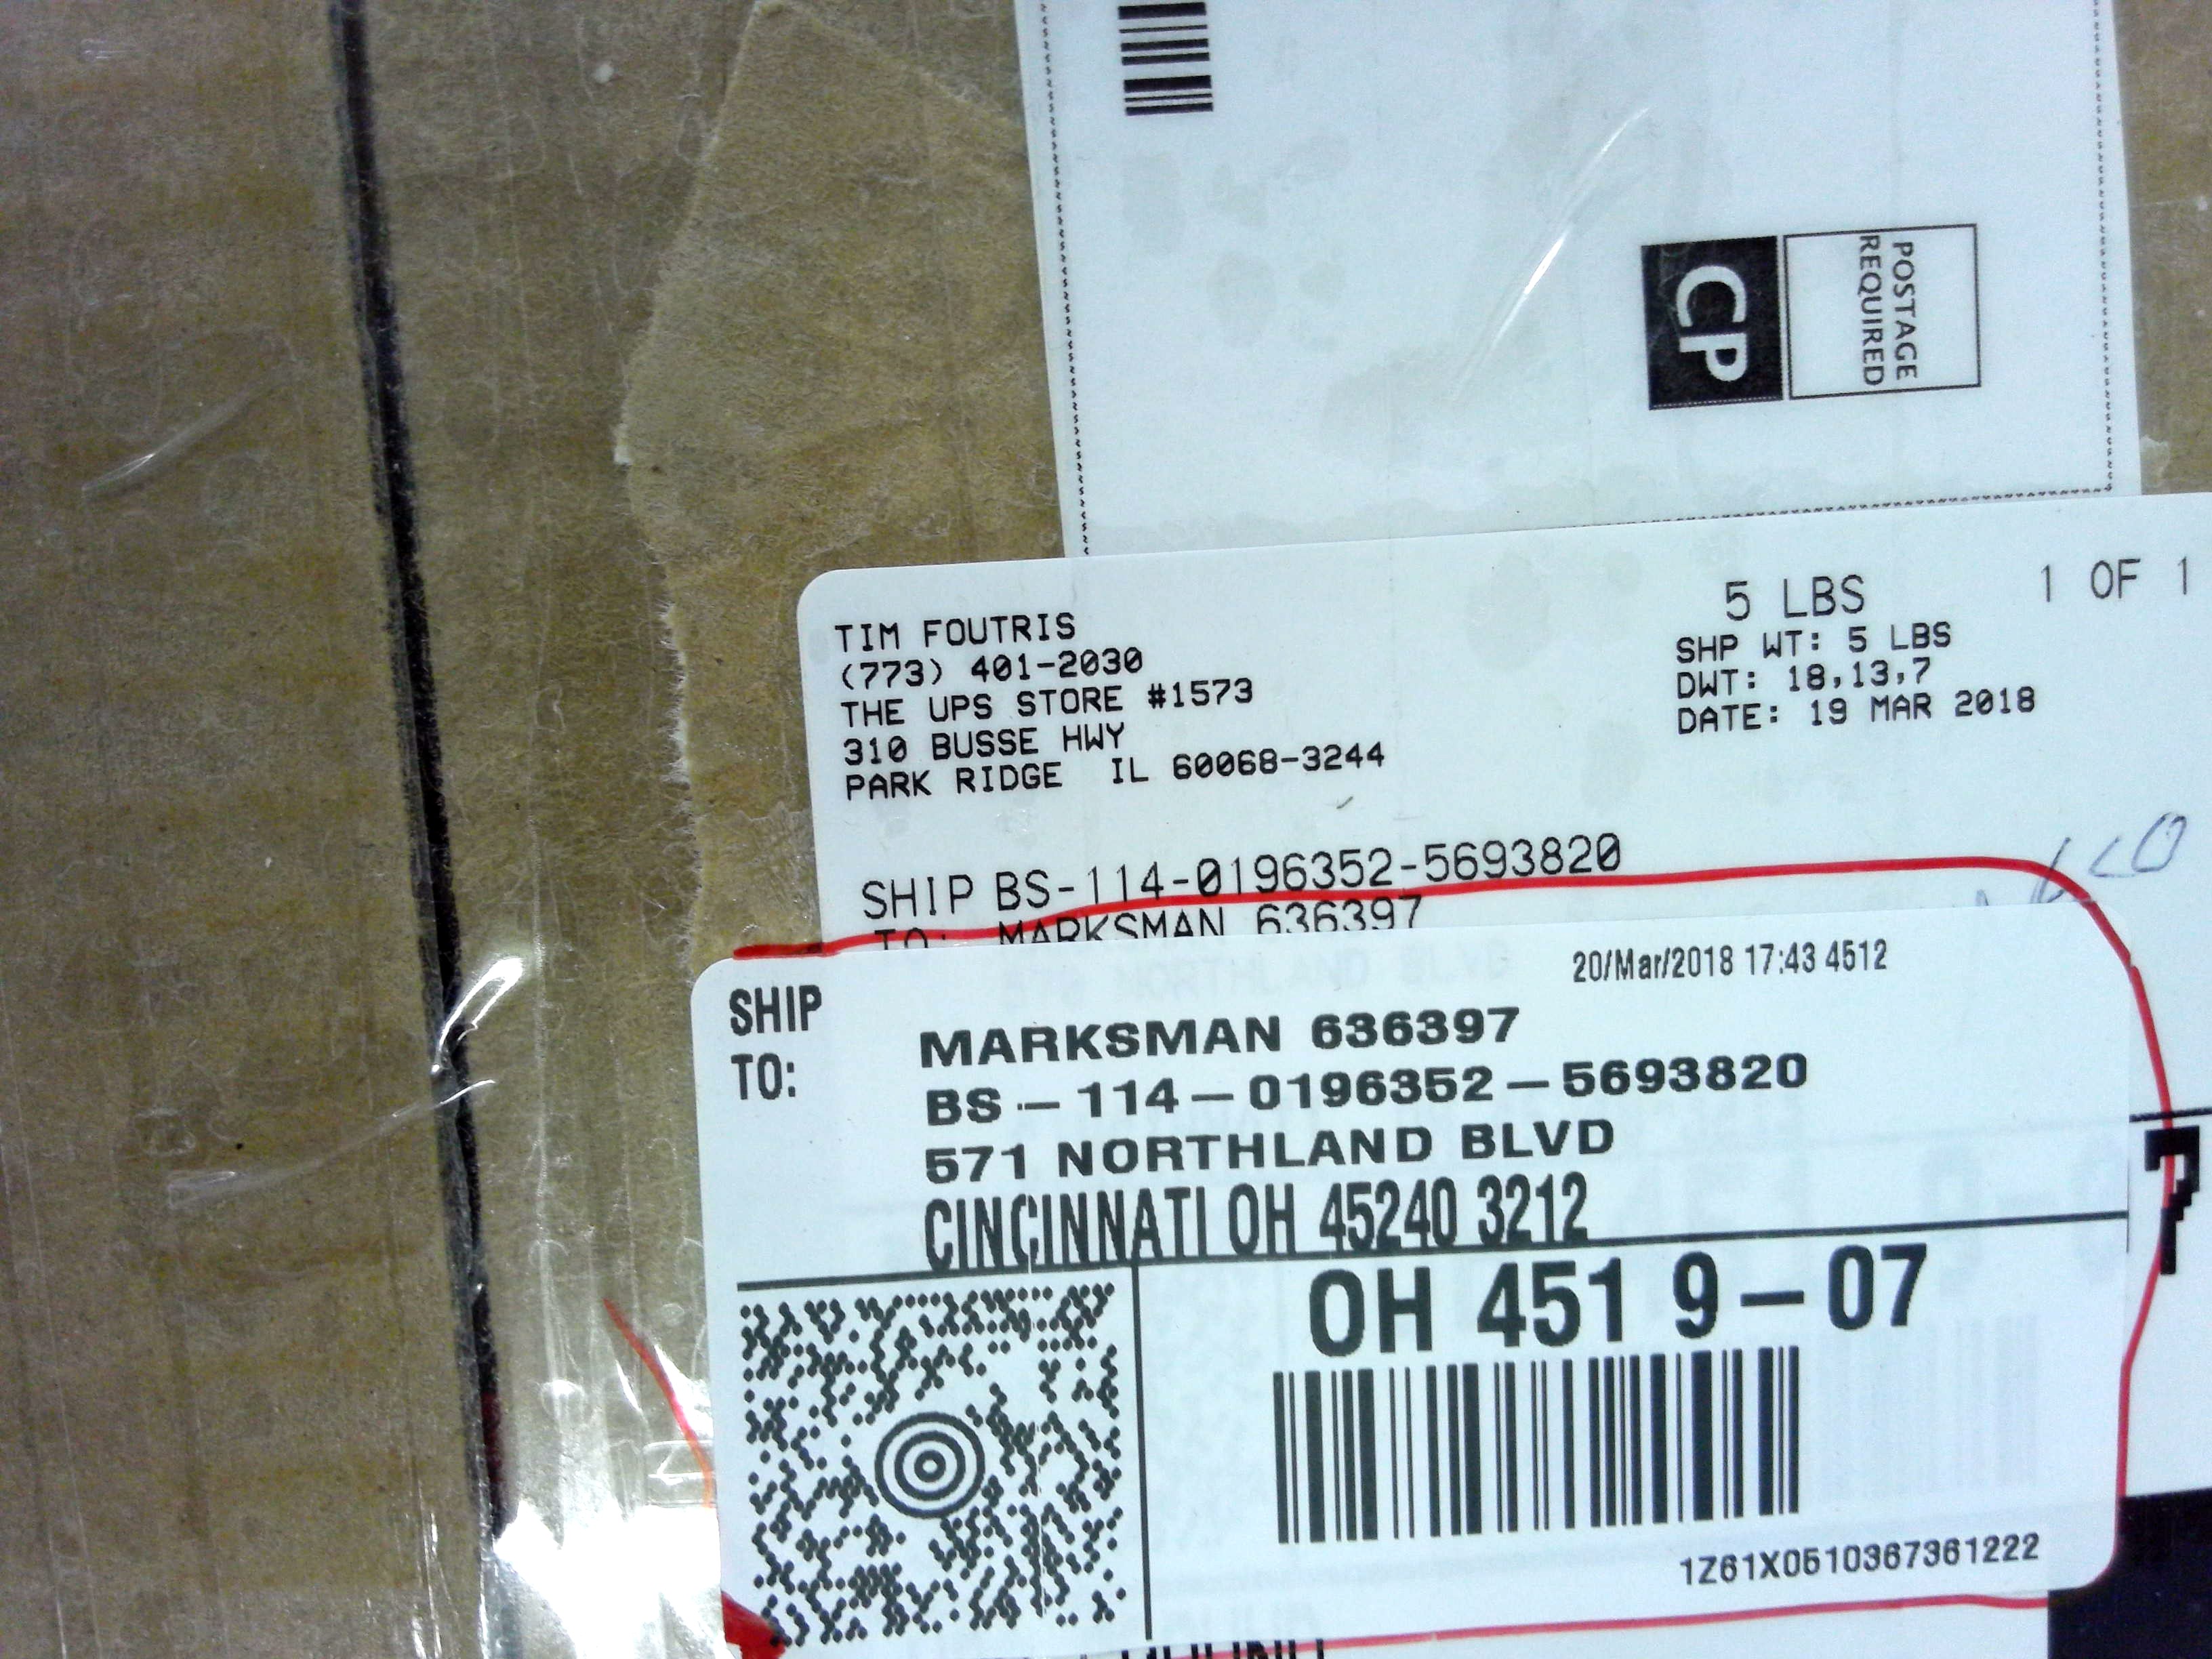 POSTAGE
REQUIRED
CP
5 LBS
1 OF 1
TIM FOUTRIS
(773) 401-2030
THE UPS STORE #1573
310 BUSSE HWY
PARK RIDGE IL 60068-3244
SHP WT: 5 LBS
DWT: 18,13,7
DATE: 19 MAR 2018
SHIP BS-114-0196352-5693820
TO: MARKSMAN 636397
20/Mar/2018 17:43 4512
SHIP
TO:
MARKSMAN 636397
BS - 114 - 0196352 - 5693820
571 NORTHLAND BLVD
CINCINNATI OH 45240 3212
OH 451 9 - 07
1Z61X0510367361222